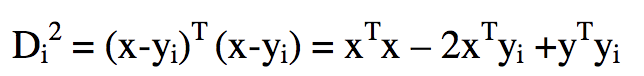 Dᵢ² = (x-yᵢ)ᵀ (x-yᵢ) = xᵀx – 2xᵀyᵢ +yᵀyᵢ